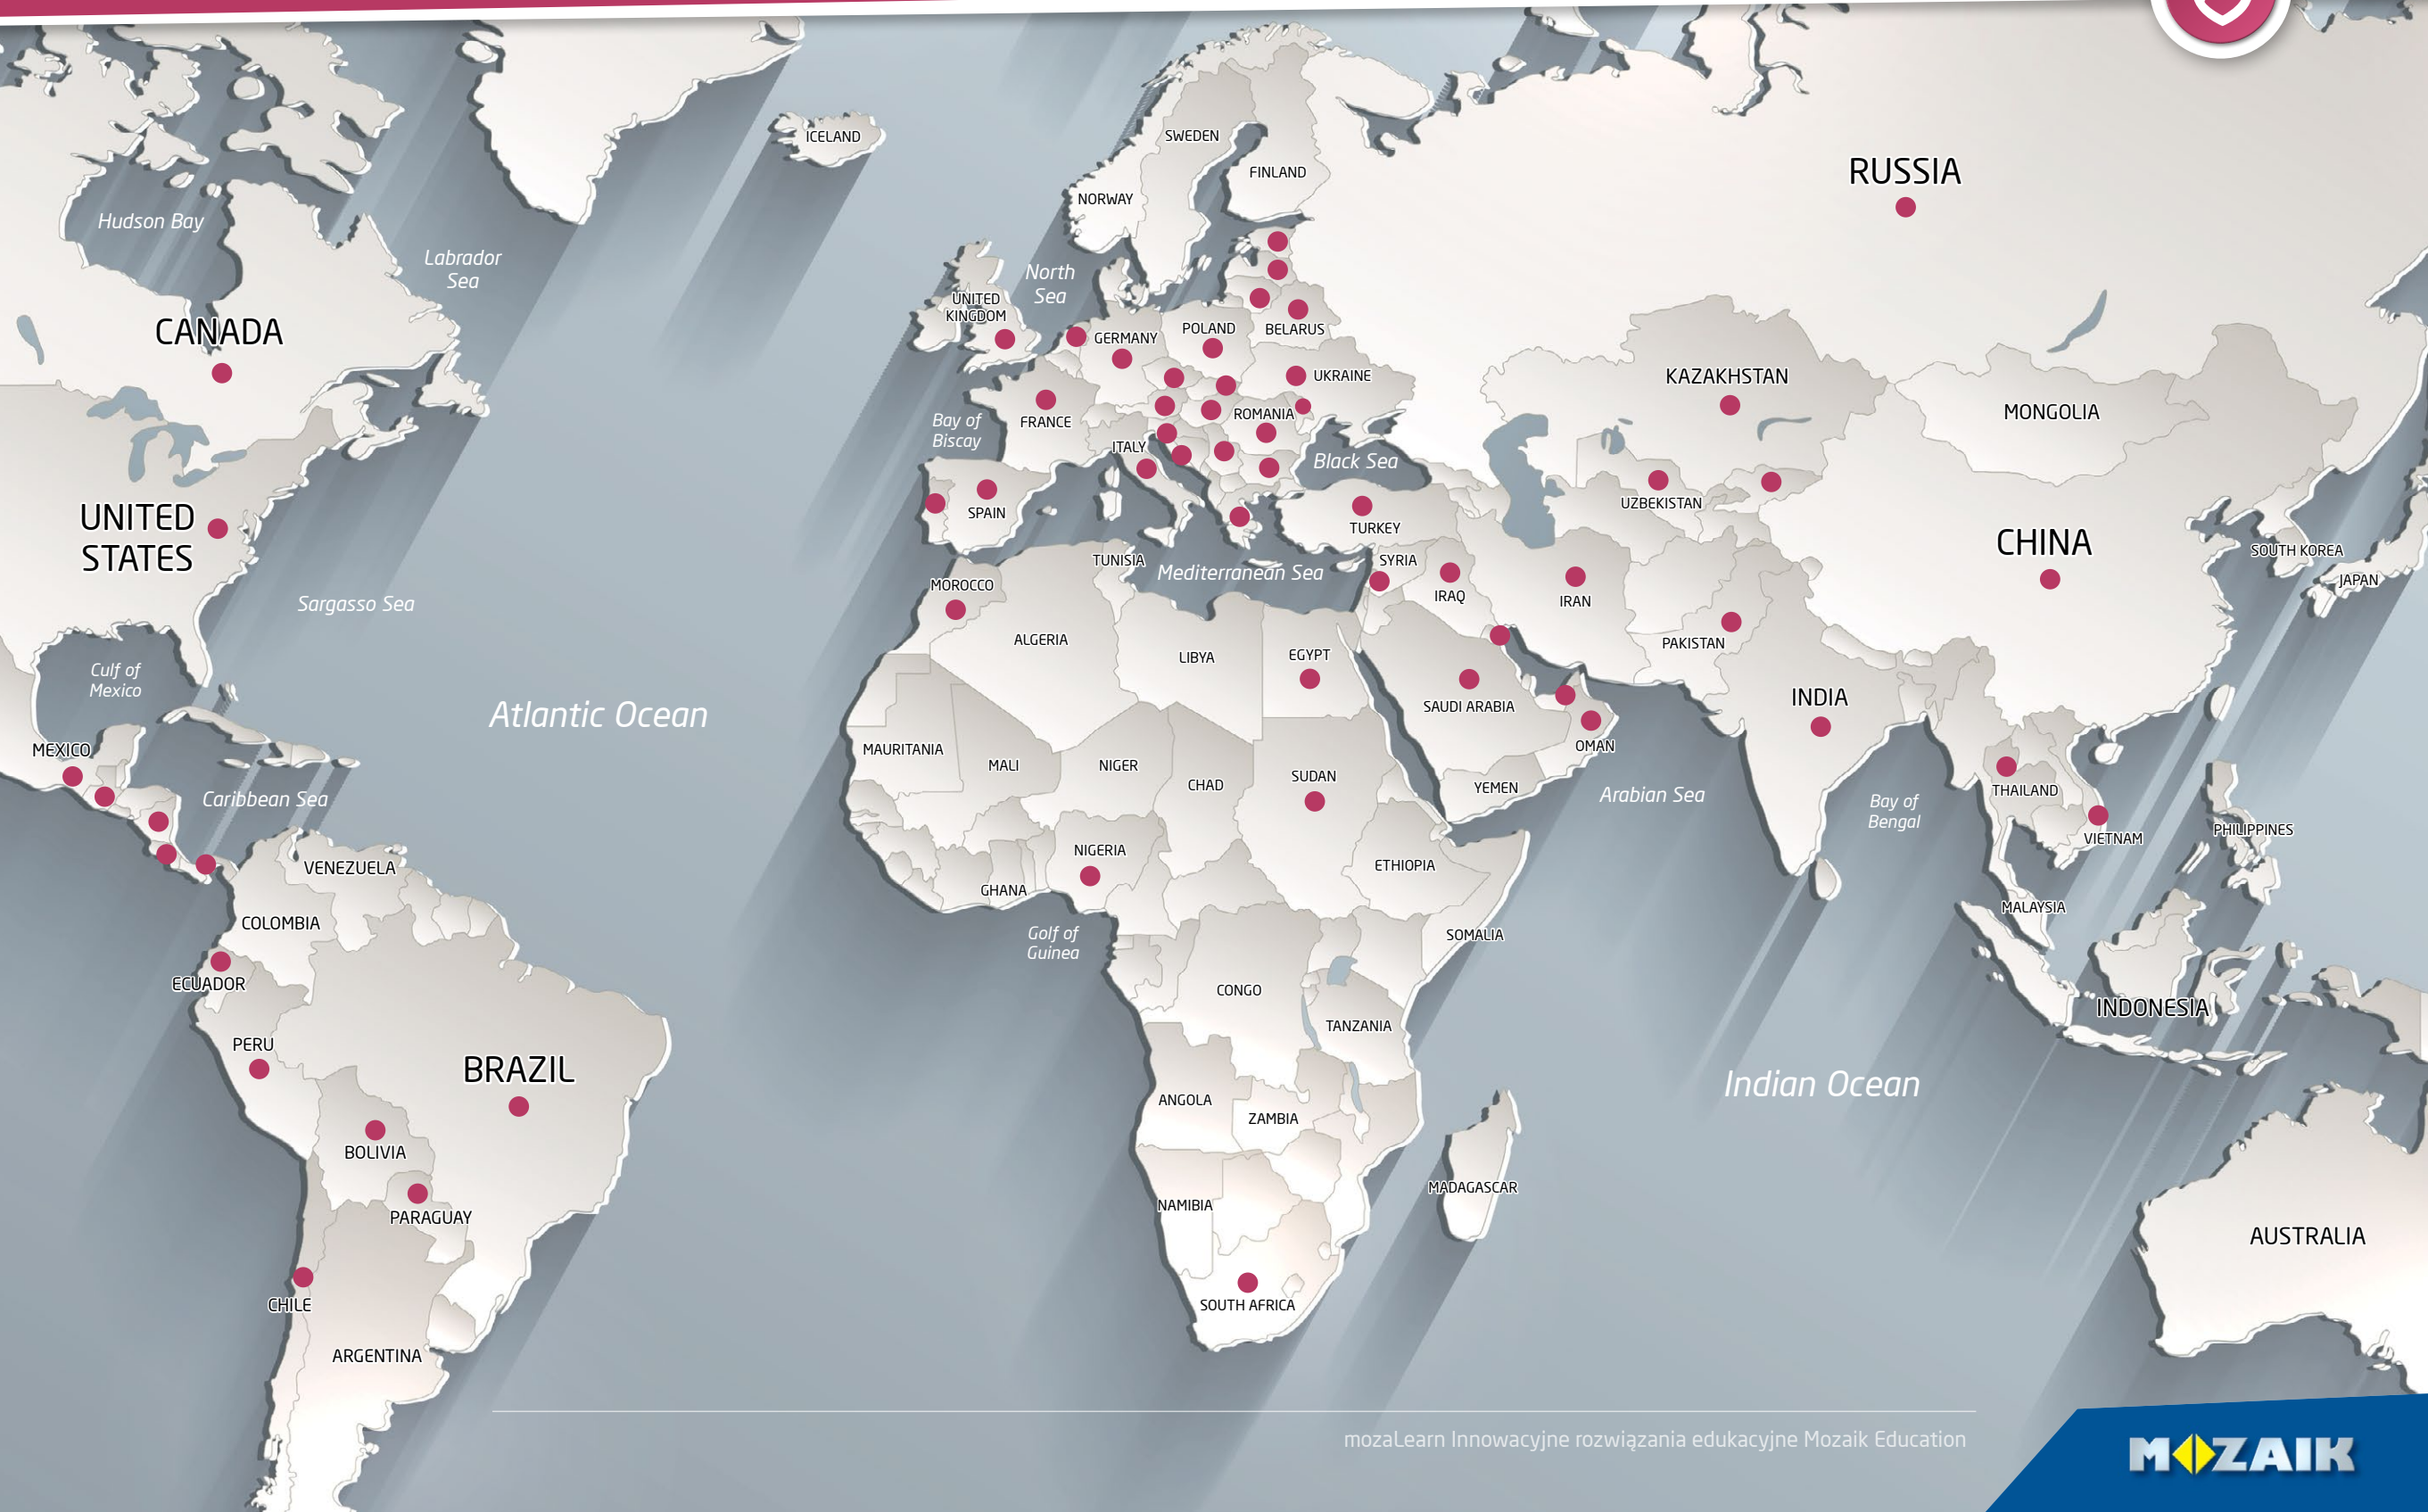 ICELAND
SWEDEN
FINLAND
NORWAY
RUSSIA
Hudson Bay
Labrador
Sea
North
Sea
UNITED
KINGDOM
CANADA
GERMANY
POLAND
BELARUS
UKRAINE
KAZAKHSTAN
MONGOLIA
FRANCE
ROMANIA
Bay of
Biscay
ITALY
Black Sea
UNITED
STATES
SPAIN
TURKEY
UZBEKISTAN
CHINA
SOUTH KOREA
JAPAN
TUNISIA
Mediterranean Sea
SYRIA
MOROCCO
IRAQ
IRAN
Sargasso Sea
ALGERIA
LIBYA
EGYPT
PAKISTAN
Culf of
Mexico
Atlantic Ocean
SAUDI ARABIA
INDIA
OMAN
MEXICO
MAURITANIA
MALI
NIGER
CHAD
SUDAN
YEMEN
Arabian Sea
Bay of
Bengal
THAILAND
VIETNAM
PHILIPPINES
Caribbean Sea
VENEZUELA
NIGERIA
GHANA
ETHIOPIA
COLOMBIA
Golf of
Guinea
SOMALIA
MALAYSIA
ECUADOR
CONGO
INDONESIA
TANZANIA
PERU
BRAZIL
Indian Ocean
ANGOLA
ZAMBIA
BOLIVIA
MADAGASCAR
NAMIBIA
PARAGUAY
AUSTRALIA
CHILE
SOUTH AFRICA
ARGENTINA
mozaLearn Innowacyjne rozwiązania edukacyjne Mozaik Education
MOZAIK